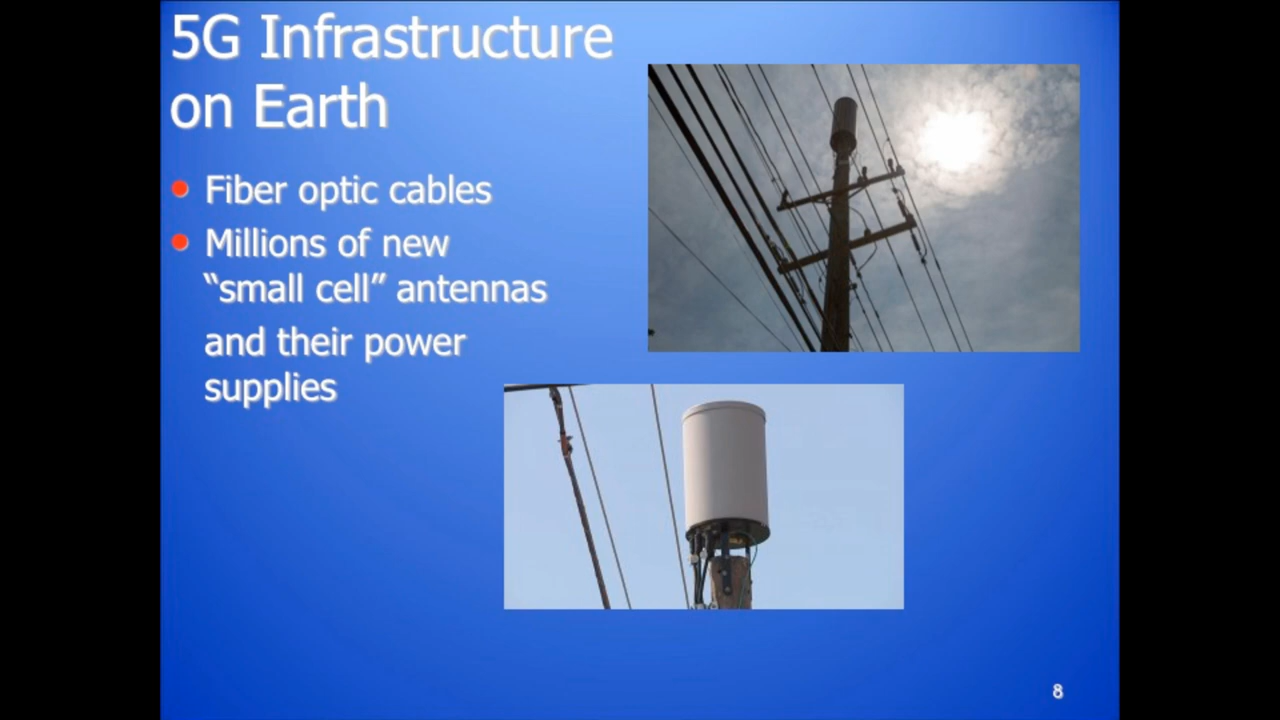 5G Infrastructure
on Earth
Fiber optic cables
Millions of new
“small cell” antennas
and their power
supplies
8